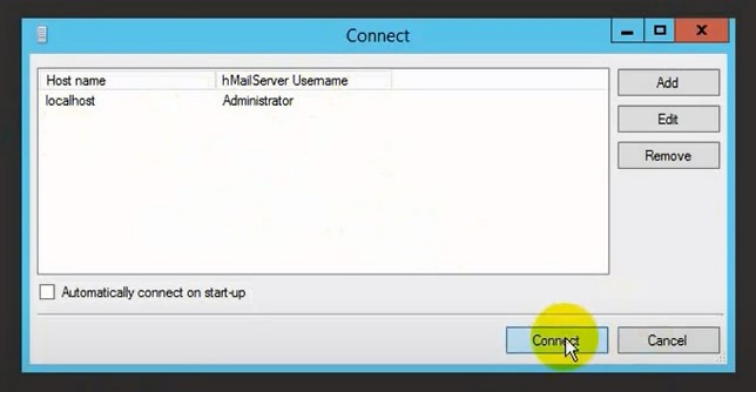 Connect
Host name hMailServer Username
localhost Administrator
Add
Edit
Remove
Automatically connect on start-up
Connect Cancel